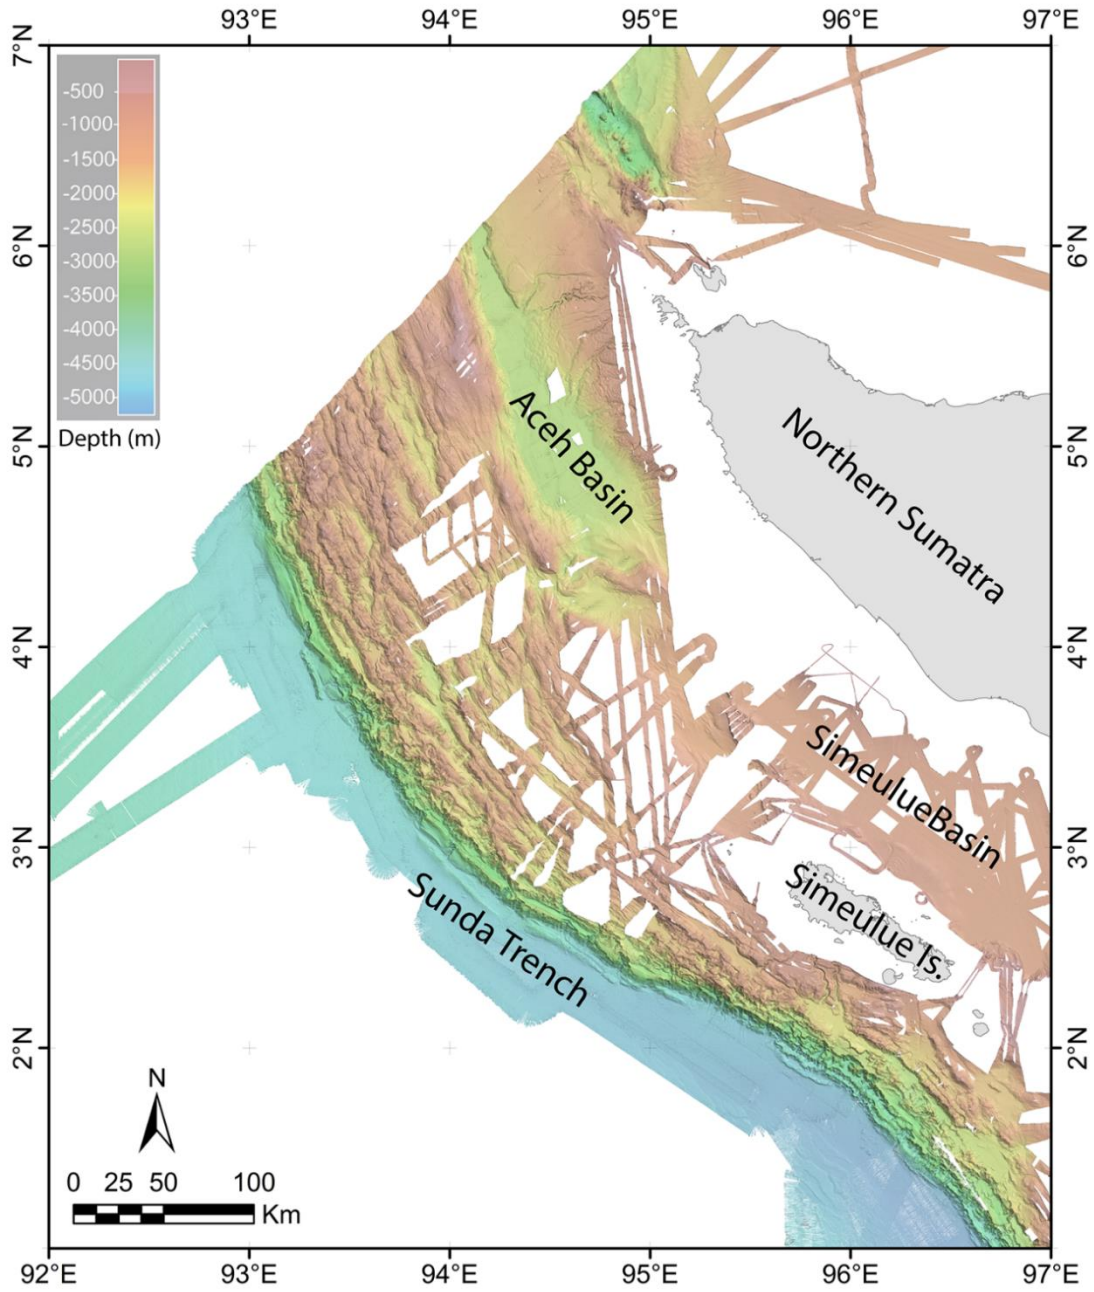 93°E 94°E 95°E 96°E 97°E
7°N
-500
-1000
-1500
-2000
-2500
-3000
-3500
-4000
-4500
-5000
Depth (m)
6°N 6°N
5°N 5°N
Aceh Basin
Northern Sumatra
4°N 4°N
SimeulueBasin
3°N 3°N
Simeulue Is.
Sunda Trench
2°N 2°N
N
0 25 50 100
Km
92°E 93°E 94°E 95°E 96°E 97°E